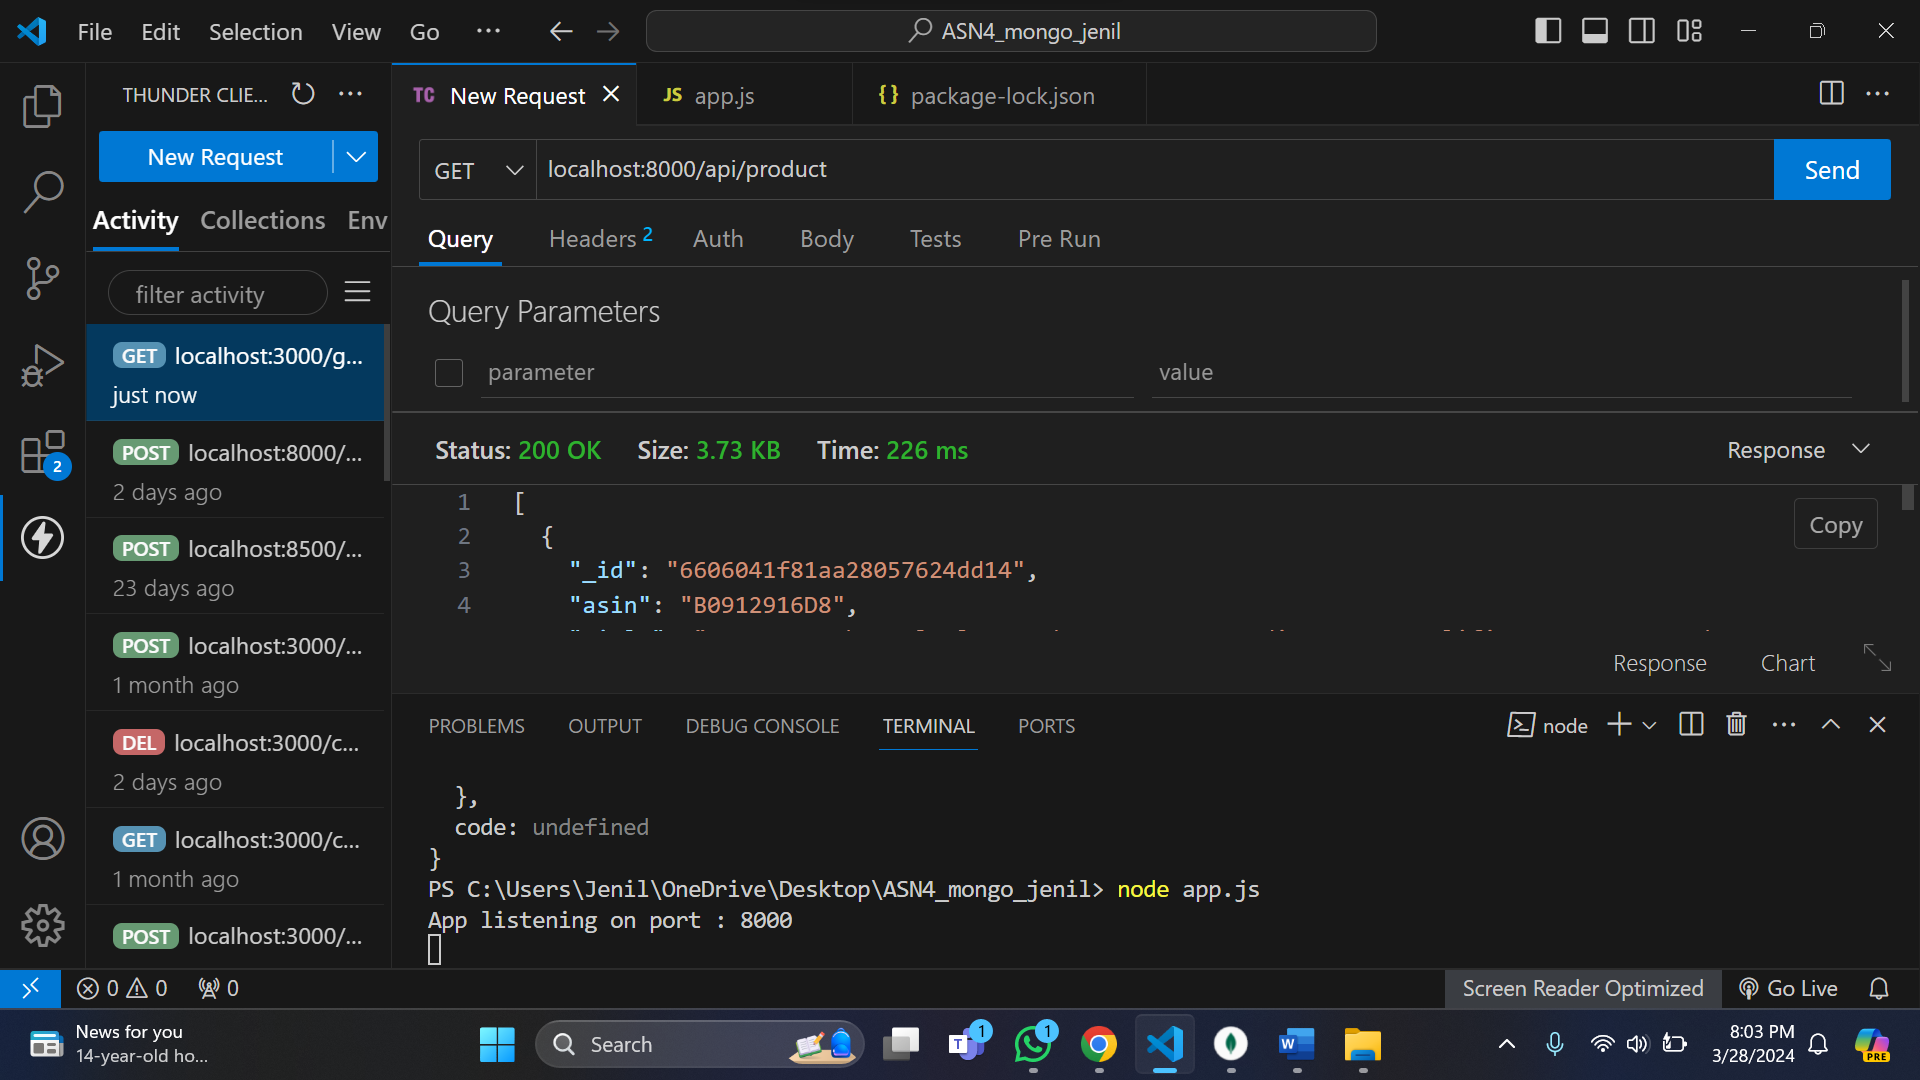 File Edit Selection View Go ··· ASN4_mongo_jenil
THUNDER CLIE... ···
New Request
Activity Collections Env
filter activity
GET localhost:3000/g...
just now
POST localhost:8000/...
2 days ago
POST localhost:8500/...
23 days ago
POST localhost:3000/...
1 month ago
DEL localhost:3000/c...
2 days ago
GET localhost:3000/c...
1 month ago
POST localhost:3000/...
2
TC New Request JS app.js {} package-lock.json
GET localhost:8000/api/product Send
Query Headers 2 Auth Body Tests Pre Run
Query Parameters
parameter value
Status: 200 OK Size: 3.73 KB Time: 226 ms Response
1 [
2 {
3 "_id": "6606041f81aa28057624dd14",
4 "asin": "B0912916D8",
Copy
Response Chart
PROBLEMS OUTPUT DEBUG CONSOLE TERMINAL PORTS node
},
code: undefined
}
PS C:\Users\Jenil\OneDrive\Desktop\ASN4_mongo_jenil> node app.js
App listening on port : 8000
0 0 0 Screen Reader Optimized Go Live
News for you
14-year-old ho...
Search
1
1
8:03 PM
3/28/2024
PRE